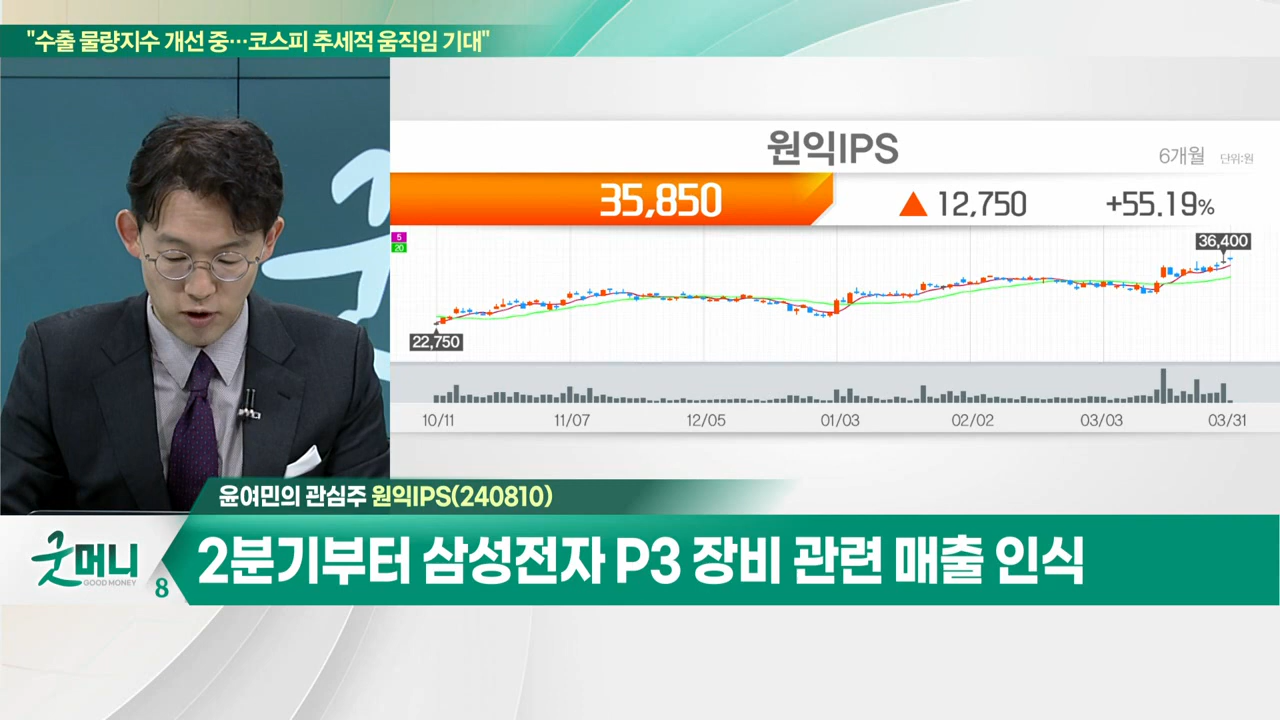 "수출 물량지수 개선 중…코스피 추세적 움직임 기대"
원익IPS
6개월 단위:원
35,850 ▲ 12,750 +55.19%
5
20
36,400
22,750
10/11 11/07 12/05 01/03 02/02 03/03 03/31
윤여민의 관심주 원익IPS(240810)
굿머니
GOOD MONEY
8
2분기부터 삼성전자 P3 장비 관련 매출 인식